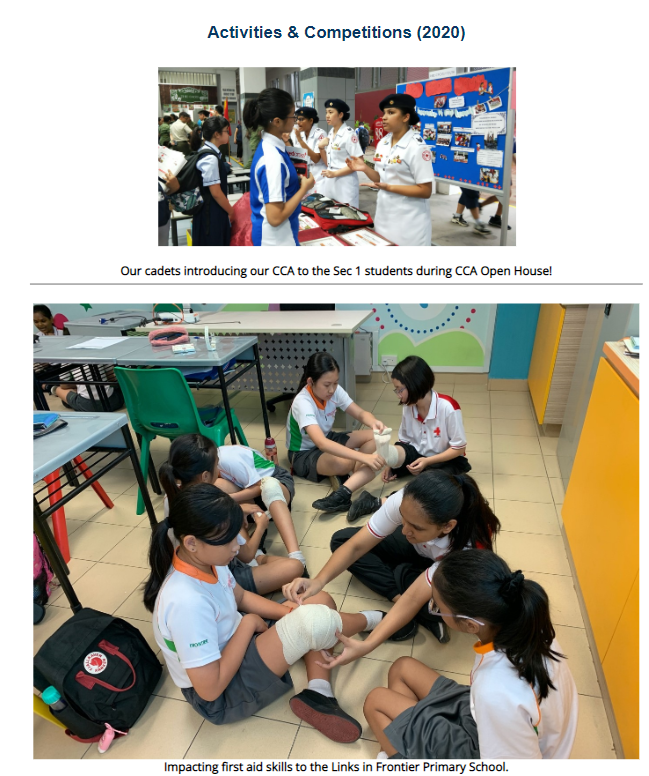 Activities & Competitions (2020)
Our cadets introducing our CCA to the Sec 1 students during CCA Open House!
Impacting first aid skills to the Links in Frontier Primary School.